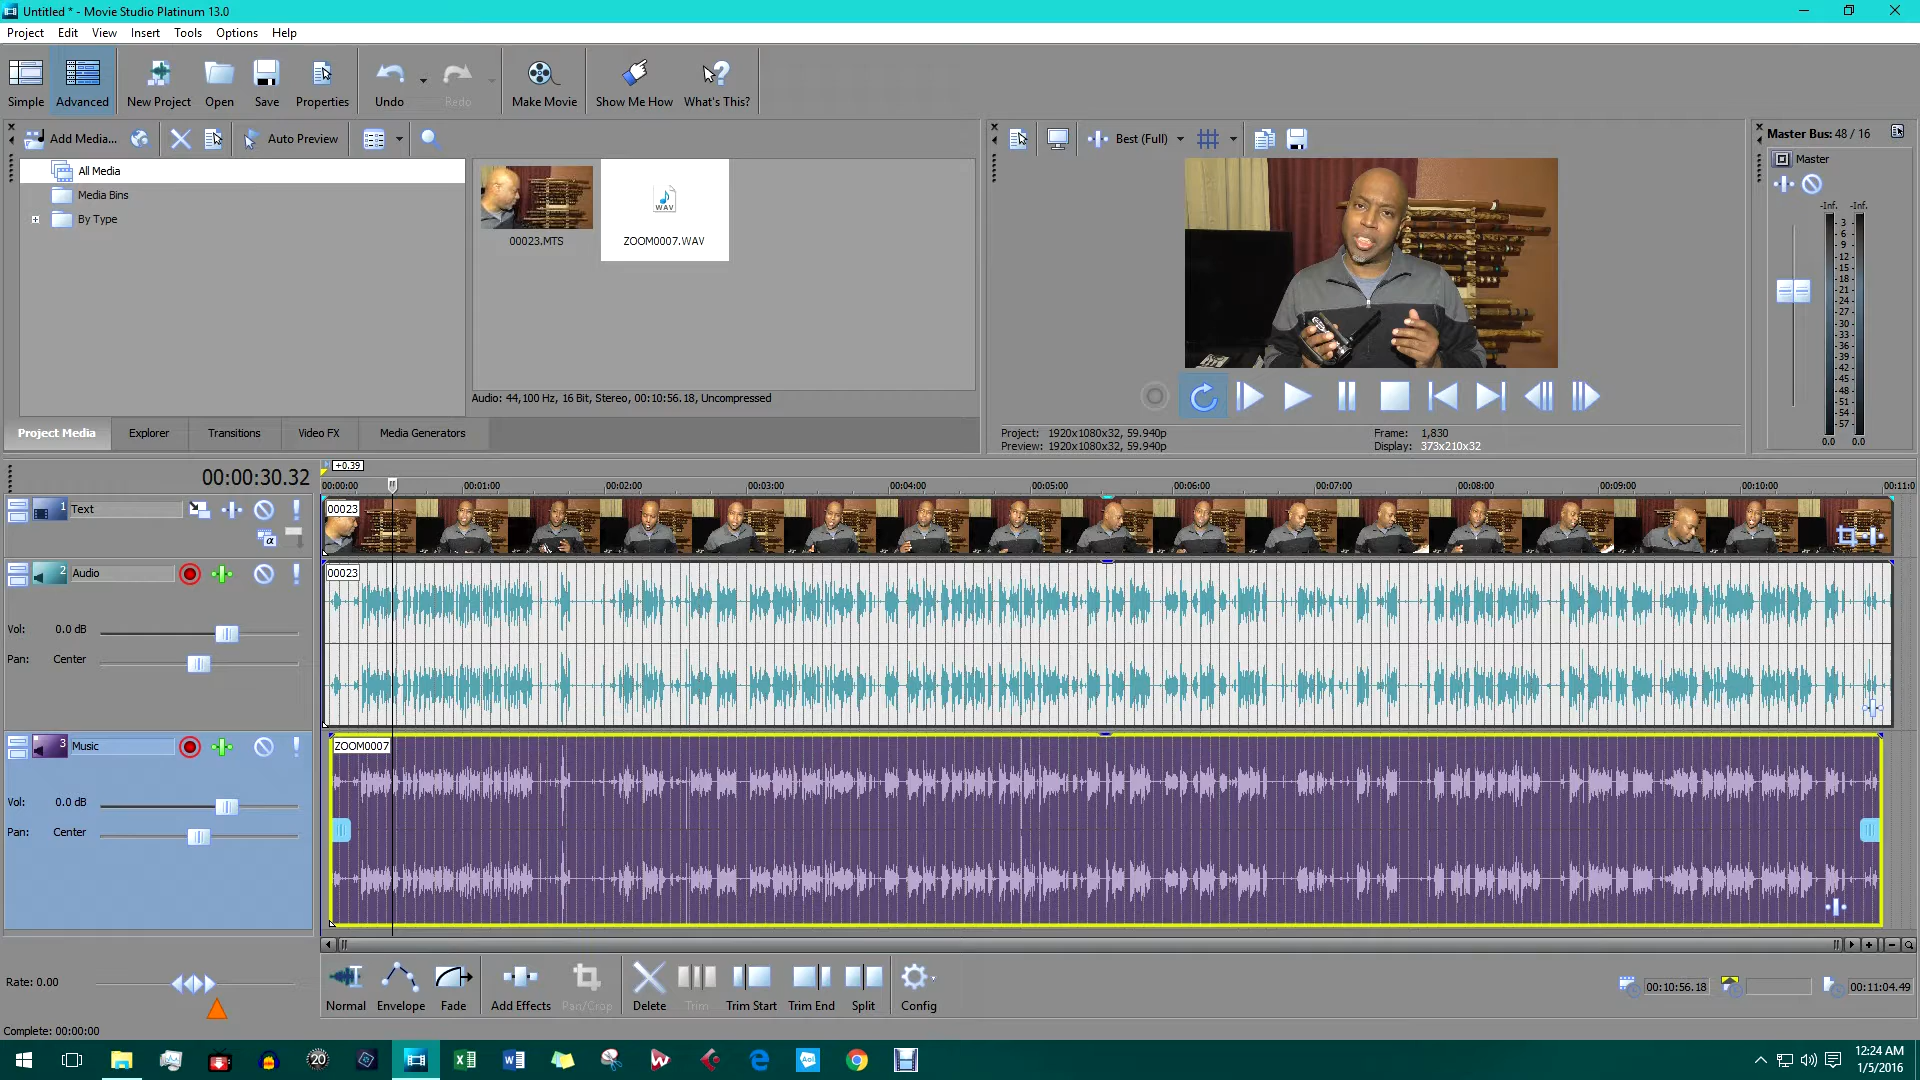 Untitled * - Movie Studio Platinum 13.0
Project Edit View Insert Tools Options Help
Simple Advanced New Project Open Save Properties Undo Redo Make Movie Show Me How What's This?
Add Media... Auto Preview
All Media
Media Bins
By Type
00023.MTS
WAV
ZOOM0007.WAV
Audio: 44,100 Hz, 16 Bit, Stereo, 00:10:56.18, Uncompressed
Project Media Explorer Transitions Video FX Media Generators
Best (Full)
Project: 1920x1080x32, 59.940p
Preview: 1920x1080x32, 59.940p
Frame: 1,830
Display: 373x210x32
Master Bus: 48 / 16
Master
-Inf. -Inf.
3
6
9
12
15
18
21
24
27
30
33
36
39
42
45
48
51
54
57
0.0 0.0
00:00:30.32
+0.39
00:00:00 00:01:00 00:02:00 00:03:00 00:04:00 00:05:00 00:06:00 00:07:00 00:08:00 00:09:00 00:10:00 00:11:0
1 Text
00023
2 Audio
Vol: 0.0 dB
Pan: Center
00023
3 Music
Vol: 0.0 dB
Pan: Center
ZOOM0007
Rate: 0.00
Normal Envelope Fade Add Effects Pan/Crop Delete Trim Trim Start Trim End Split Config
00:10:56.18 00:11:04.49
Complete: 00:00:00
20
Aol
12:24 AM
1/5/2016